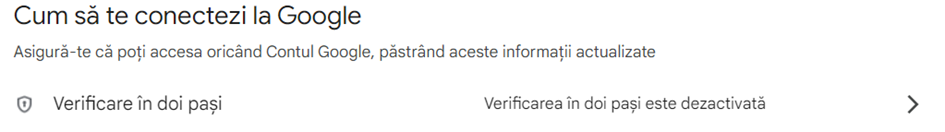 Cum să te conectezi la Google
Asigură-te că poți accesa oricând Contul Google, păstrând aceste informații actualizate
Verificare în doi pași
Verificarea în doi pași este dezactivată